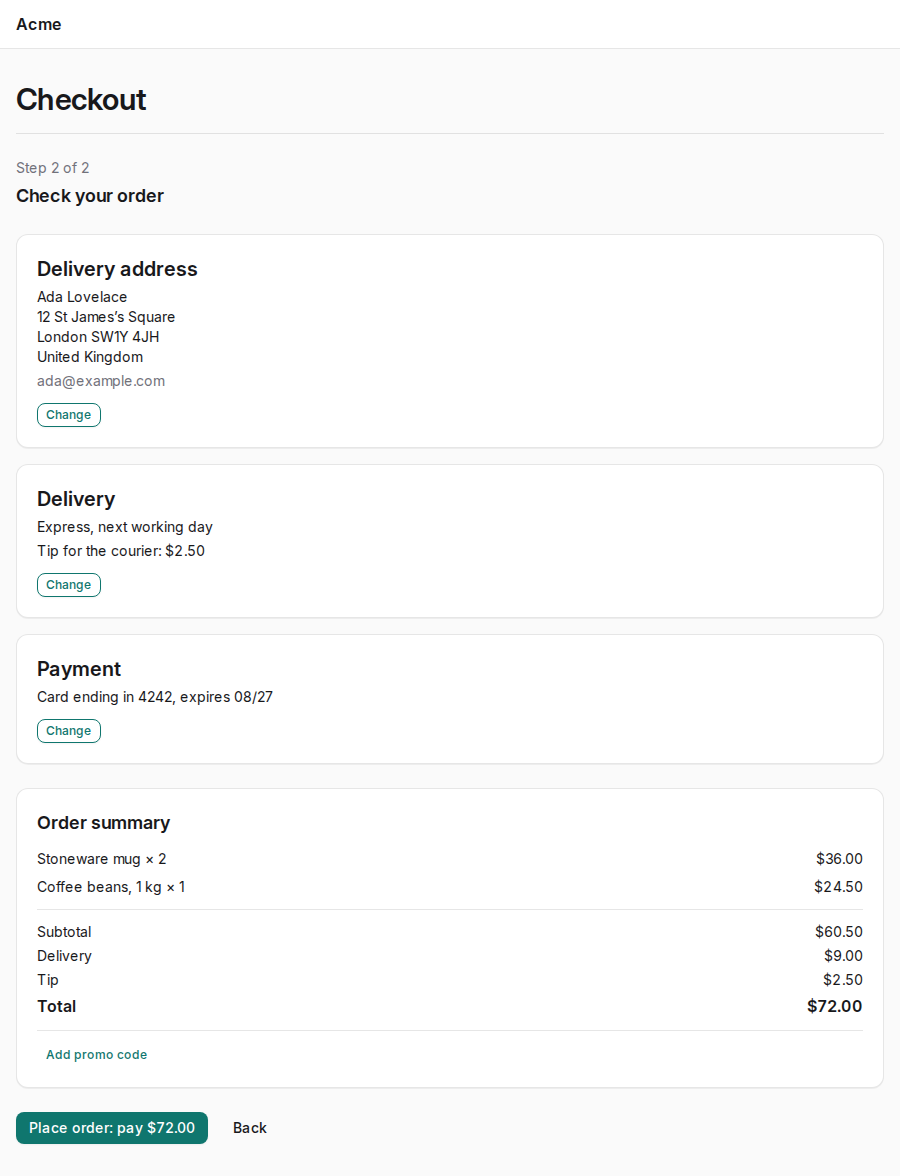 Acme
Checkout
Step 2 of 2
Check your order
Delivery address
Ada Lovelace
12 St James’s Square
London SW1Y 4JH
United Kingdom
ada@example.com
Change
Delivery
Express, next working day
Tip for the courier: $2.50
Change
Payment
Card ending in 4242, expires 08/27
Change
Order summary
Stoneware mug × 2 $36.00
Coffee beans, 1 kg × 1 $24.50
Subtotal $60.50
Delivery $9.00
Tip $2.50
Total $72.00
Add promo code
Place order: pay $72.00 Back